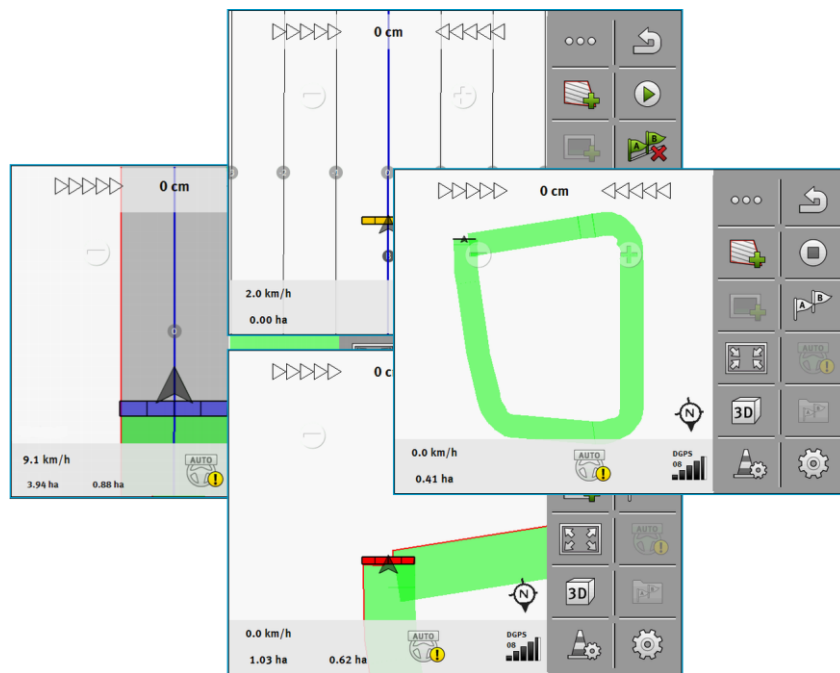 0 cm
A B
2.0 km/h
0.00 ha
0 cm
9.1 km/h
3.94 ha 0.88 ha
AUTO
0 cm
A B
AUTO
3D
N
0.0 km/h
0.41 ha
AUTO
DGPS
08
0 c
AUTO
3D
N
0.0 km/h
1.03 ha 0.62 ha
AUTO
DGPS
08